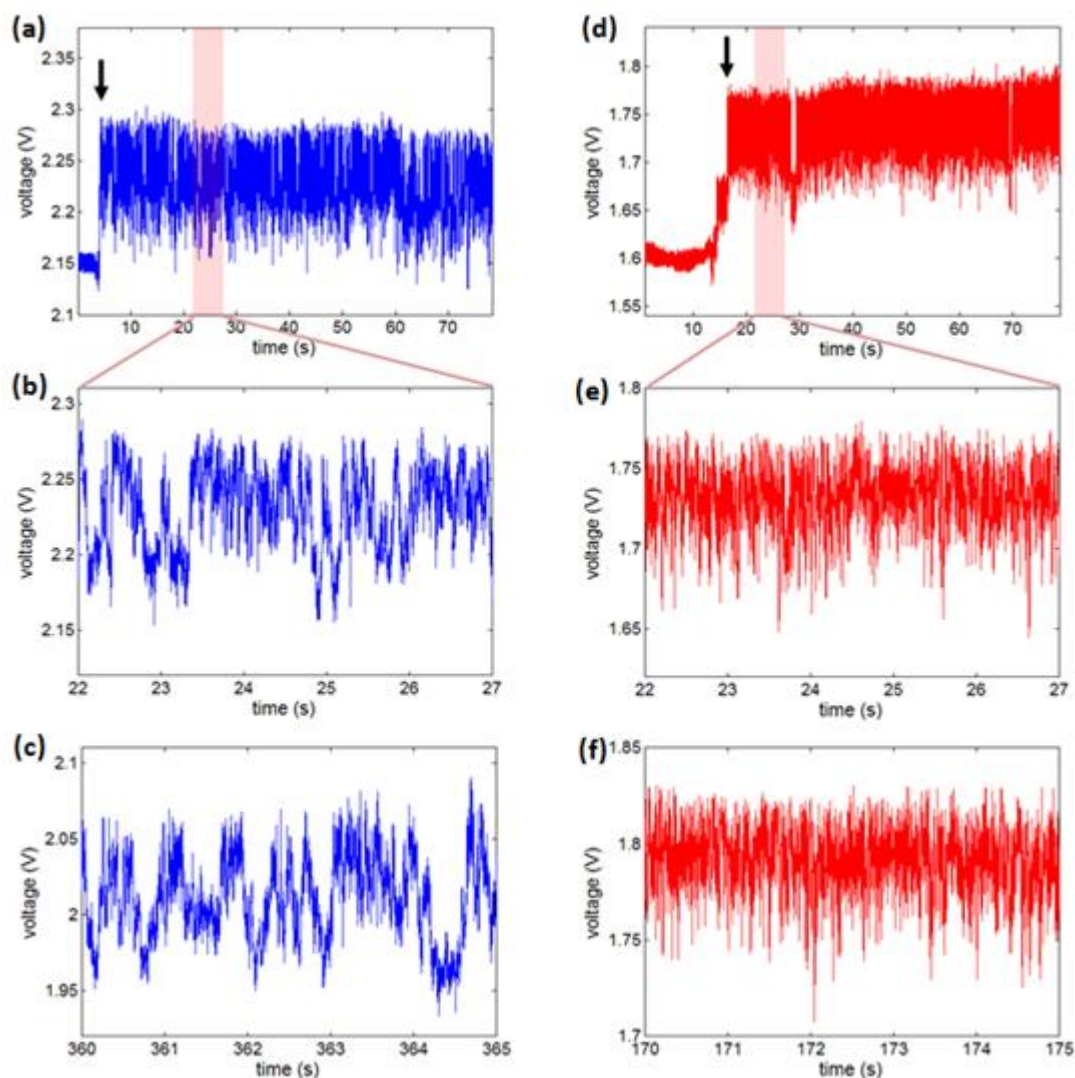 (a)
2.35
2.3
2.25
2.2
2.15
2.1
voltage (V)
10 20 30 40 50 60 70
time (s)
(b)
2.3
2.25
2.2
2.15
voltage (V)
22 23 24 25 26 27
time (s)
(c)
2.1
2.05
2
1.95
voltage (V)
360 361 362 363 364 365
time (s)
(d)
1.8
1.75
1.7
1.65
1.6
1.55
voltage (V)
10 20 30 40 50 60 70
time (s)
(e)
1.8
1.75
1.7
1.65
voltage (V)
22 23 24 25 26 27
time (s)
(f)
1.85
1.8
1.75
1.7
voltage (V)
170 171 172 173 174 175
time (s)